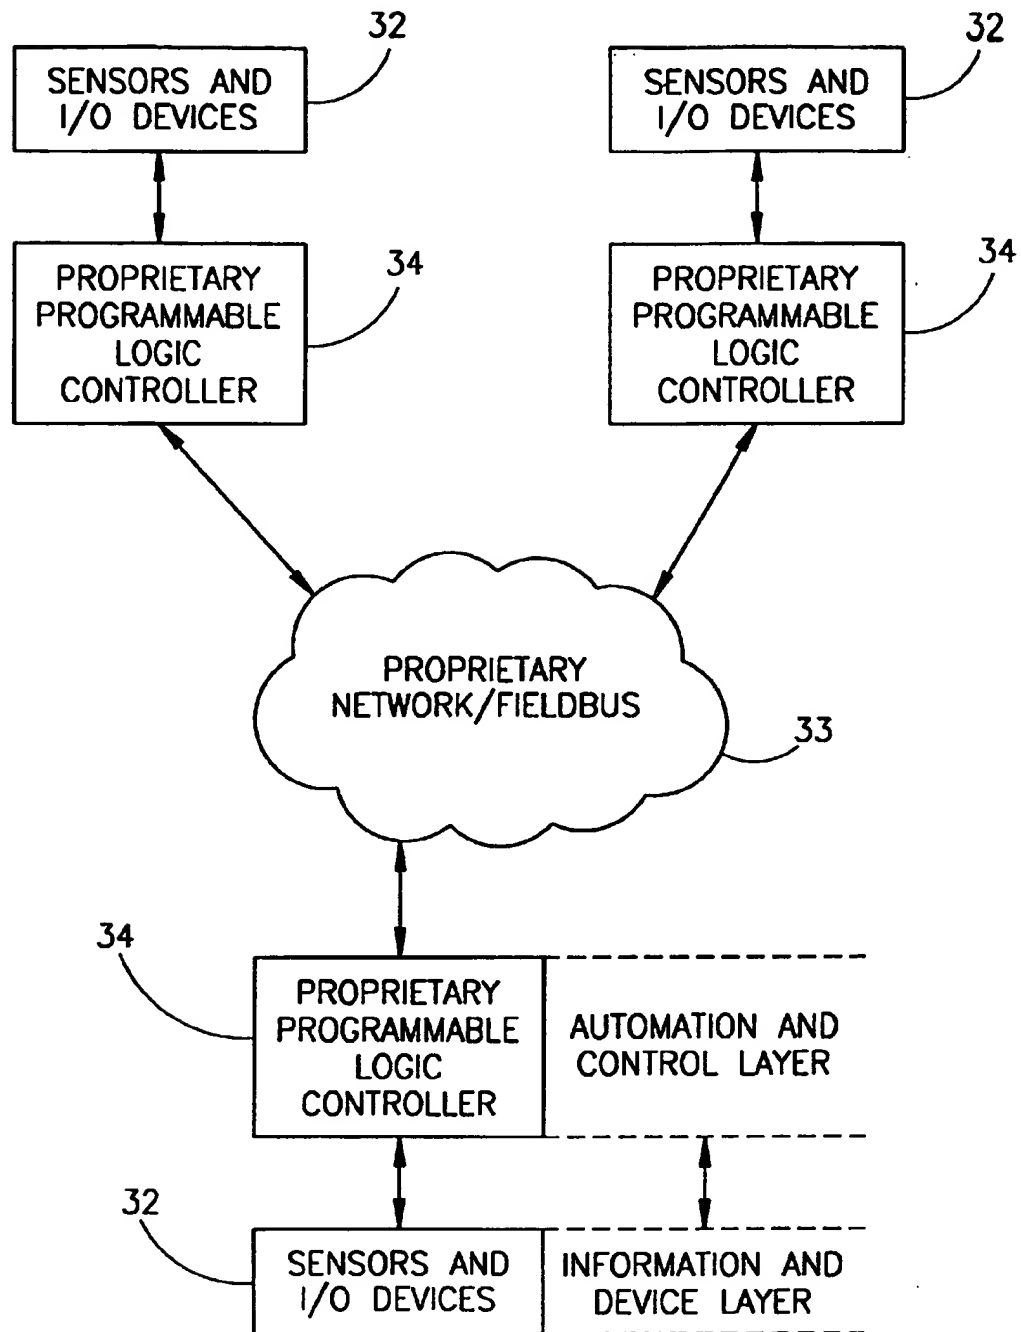 32
32
SENSORS AND
I/O DEVICES
SENSORS AND
I/O DEVICES
34
34
PROPRIETARY
PROGRAMMABLE
LOGIC
CONTROLLER
PROPRIETARY
PROGRAMMABLE
LOGIC
CONTROLLER
PROPRIETARY
NETWORK/FIELDBUS
33
34
PROPRIETARY
PROGRAMMABLE
LOGIC
CONTROLLER
AUTOMATION AND
CONTROL LAYER
32
SENSORS AND
I/O DEVICES
INFORMATION AND
DEVICE LAYER